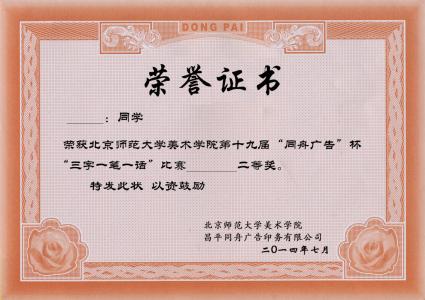 DONG PAI
荣誉证书
______：同学
荣获北京师范大学美术学院第十九届“同舟广告”杯
“三字一笔一话”比赛______二等奖。
特发此状 以资鼓励
北京师范大学美术学院
昌平同舟广告印务有限公司
二〇一四年七月